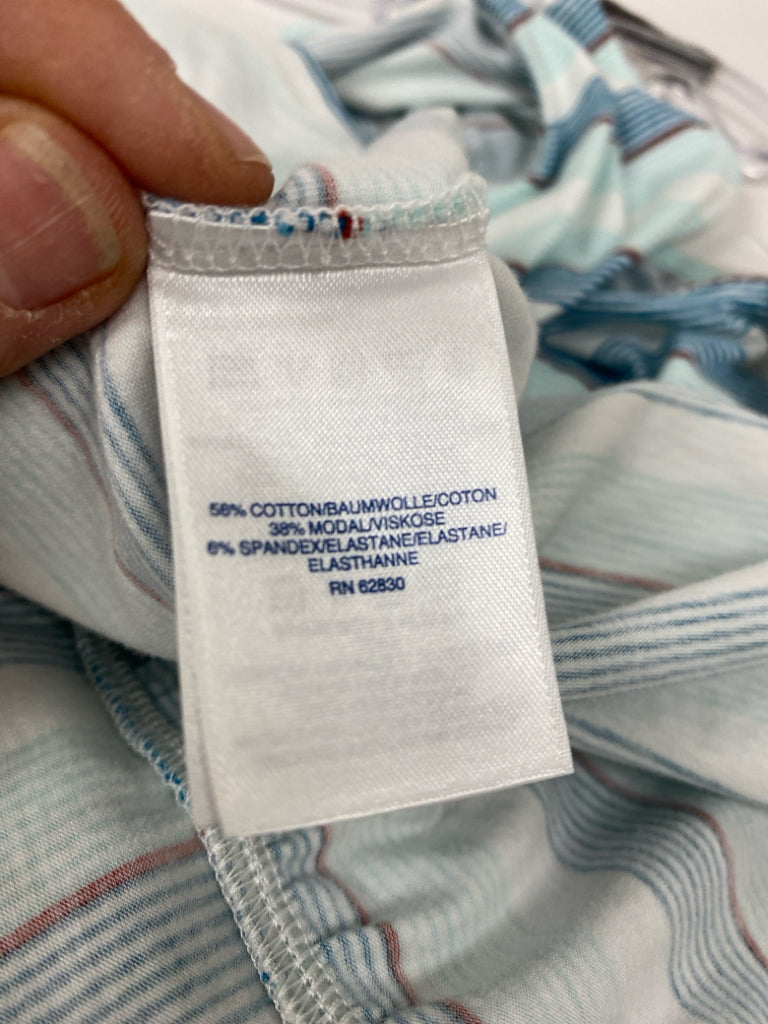 56% COTTON/BAUMWOLLE/COTON
38% MODAL/VISKOSE
6% SPANDEX/ELASTANE/ELASTANE/
ELASTHANNE
RN 62830